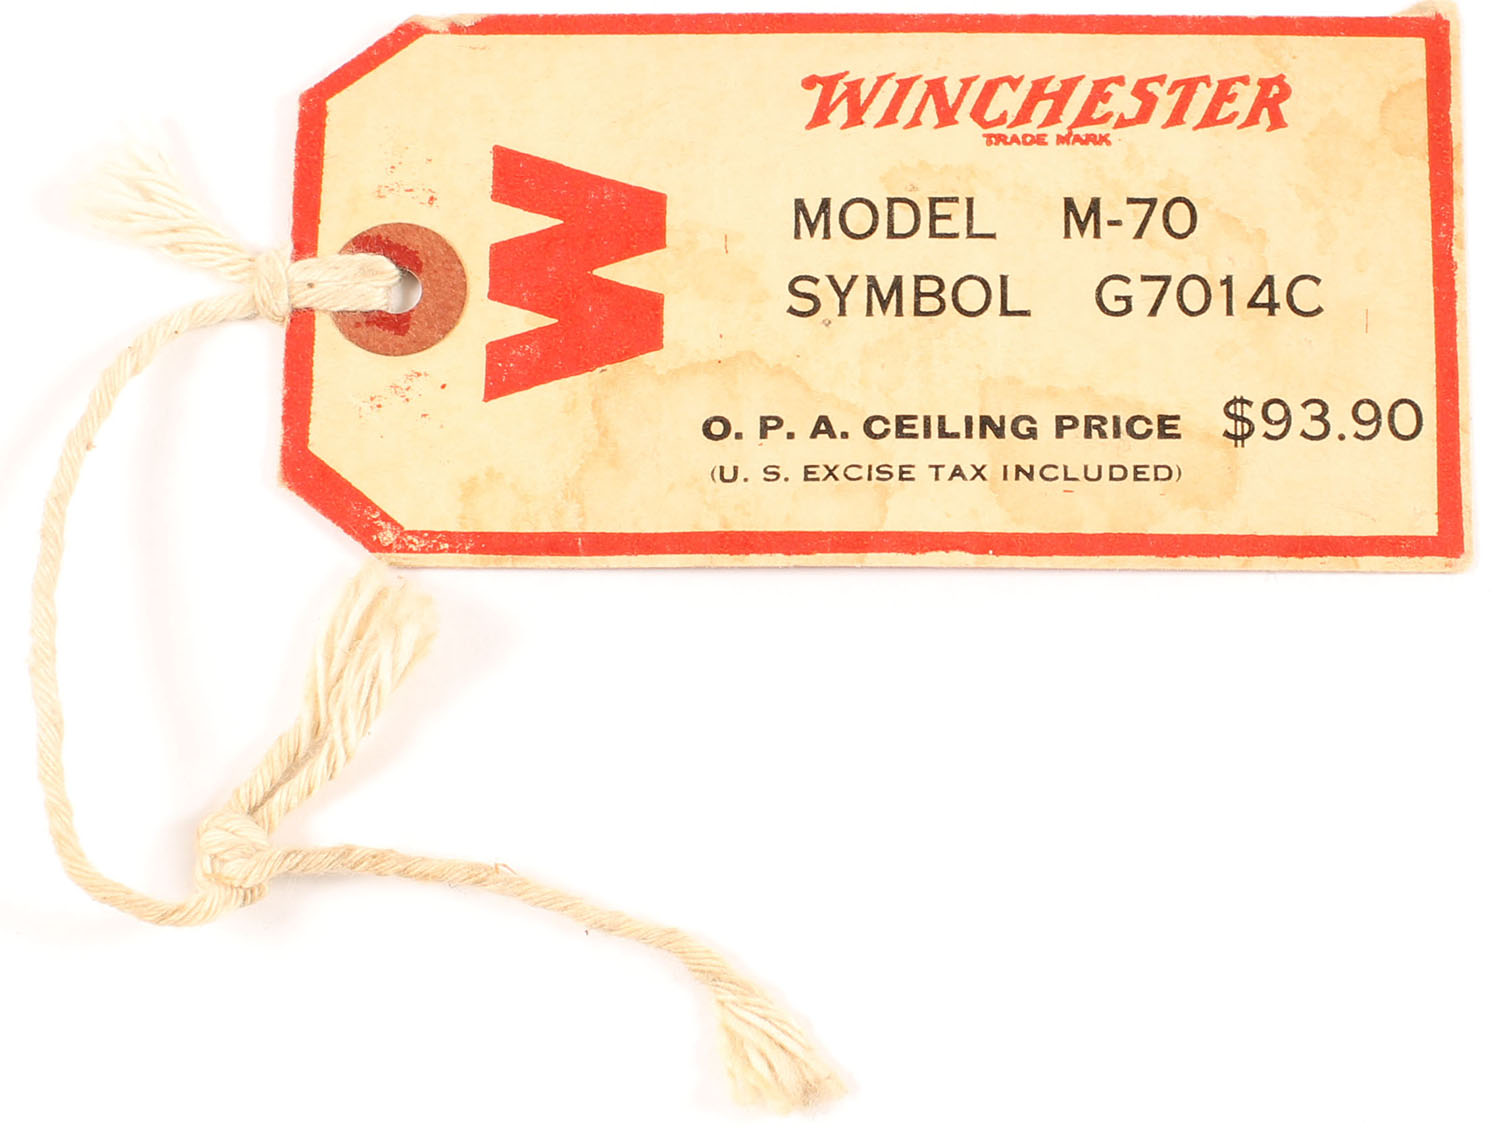 W
WINCHESTER
TRADE MARK
MODEL M-70
SYMBOL G7014C
O. P. A. CEILING PRICE $93.90
(U. S. EXCISE TAX INCLUDED)